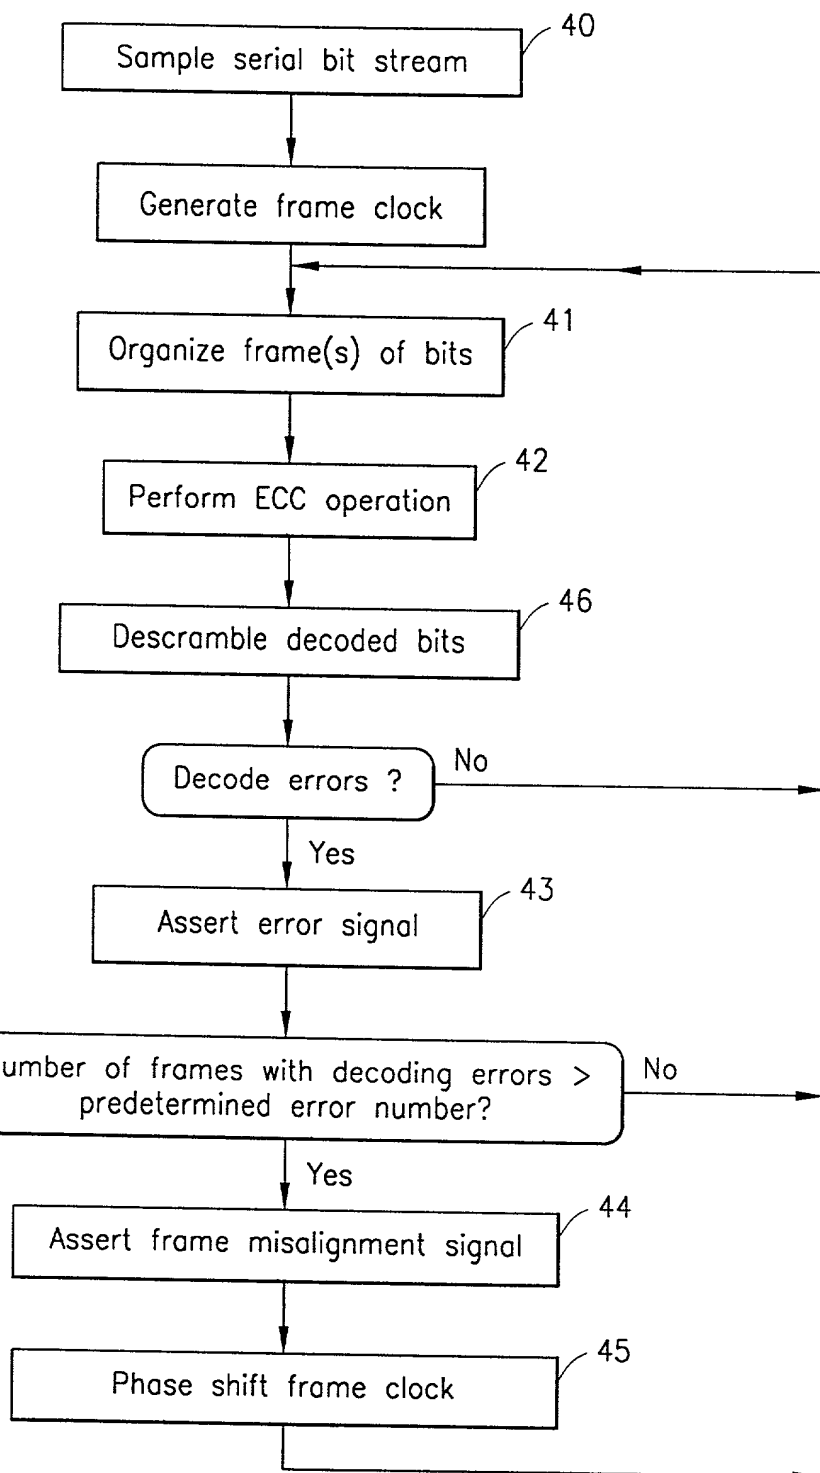 40
Sample serial bit stream
Generate frame clock
41
Organize frame(s) of bits
42
Perform ECC operation
46
Descramble decoded bits
Decode errors ?
No
Yes
43
Assert error signal
umber of frames with decoding errors >
predetermined error number?
No
Yes
44
Assert frame misalignment signal
45
Phase shift frame clock